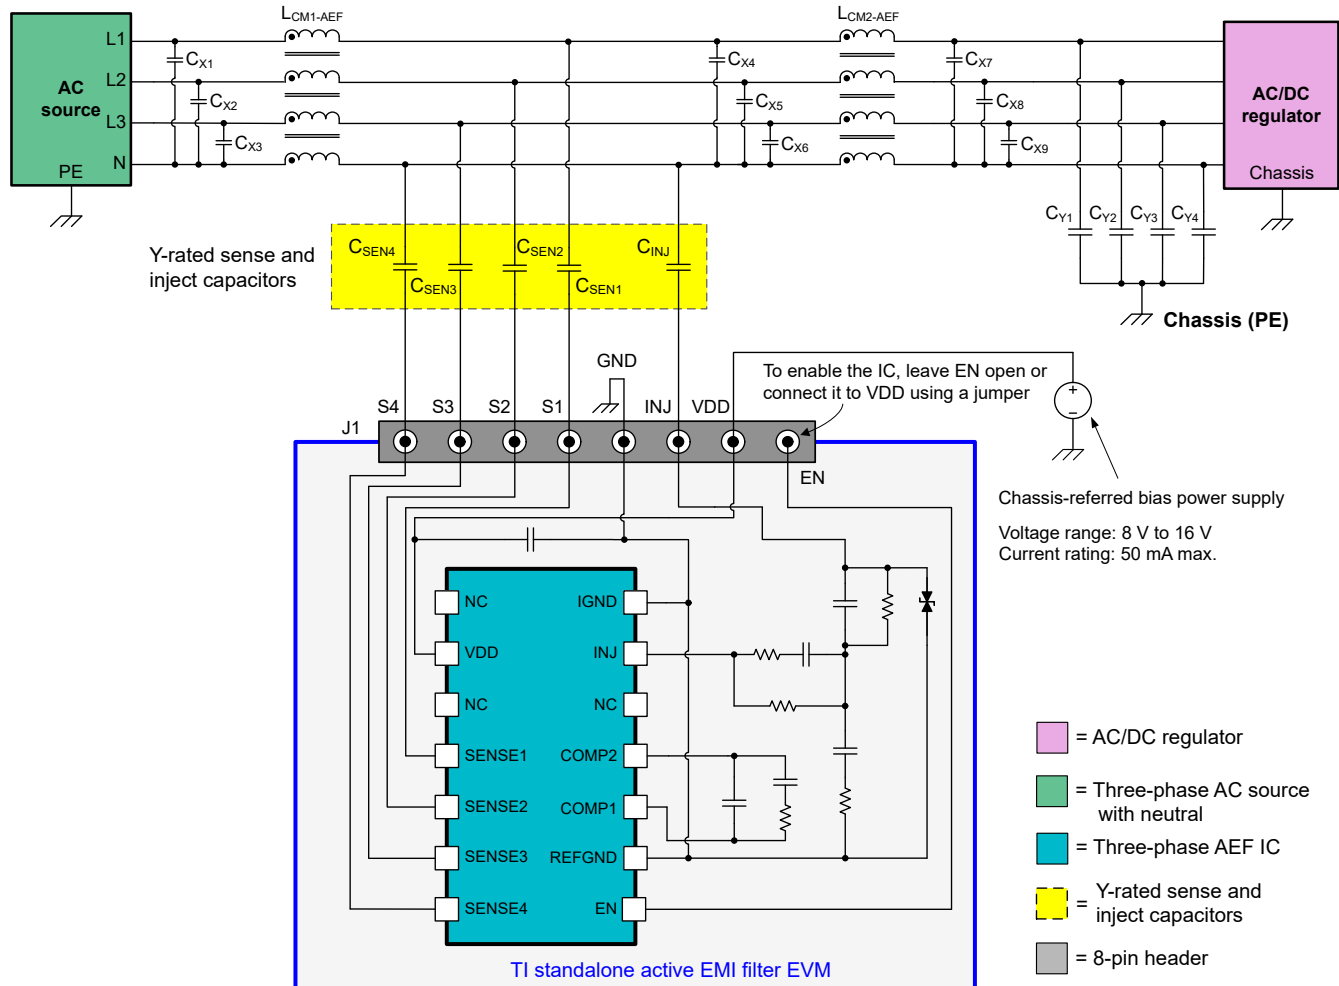 L1
L2
L3
N
AC
source
PE
LCM1-AEF
CX1
CX2
CX3
LCM2-AEF
CX4
CX5
CX6
CX7
CX8
CX9
AC/DC
regulator
Chassis
CY1
CY2
CY3
CY4
Chassis (PE)
Y-rated sense and
inject capacitors
CSEN4
CSEN3
CSEN2
CSEN1
CINJ
GND
To enable the IC, leave EN open or
connect it to VDD using a jumper
+
–
J1
S4
S3
S2
S1
INJ
VDD
EN
Chassis-referred bias power supply
Voltage range: 8 V to 16 V
Current rating: 50 mA max.
NC
VDD
NC
SENSE1
SENSE2
SENSE3
SENSE4
IGND
INJ
NC
COMP2
COMP1
REFGND
EN
TI standalone active EMI filter EVM
= AC/DC regulator
= Three-phase AC source
with neutral
= Three-phase AEF IC
= Y-rated sense and
inject capacitors
= 8-pin header